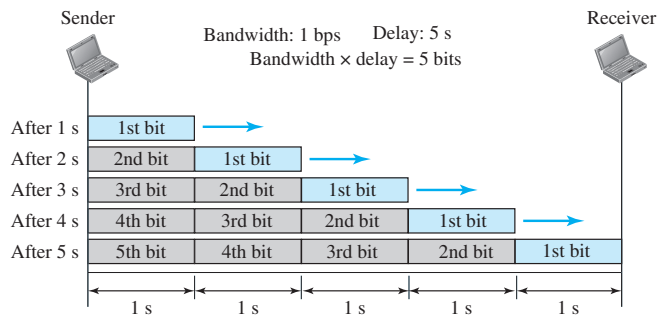 Sender
Receiver
Bandwidth: 1 bps Delay: 5 s
Bandwidth × delay = 5 bits
After 1 s 1st bit
After 2 s 2nd bit 1st bit
After 3 s 3rd bit 2nd bit 1st bit
After 4 s 4th bit 3rd bit 2nd bit 1st bit
After 5 s 5th bit 4th bit 3rd bit 2nd bit 1st bit
1 s 1 s 1 s 1 s 1 s